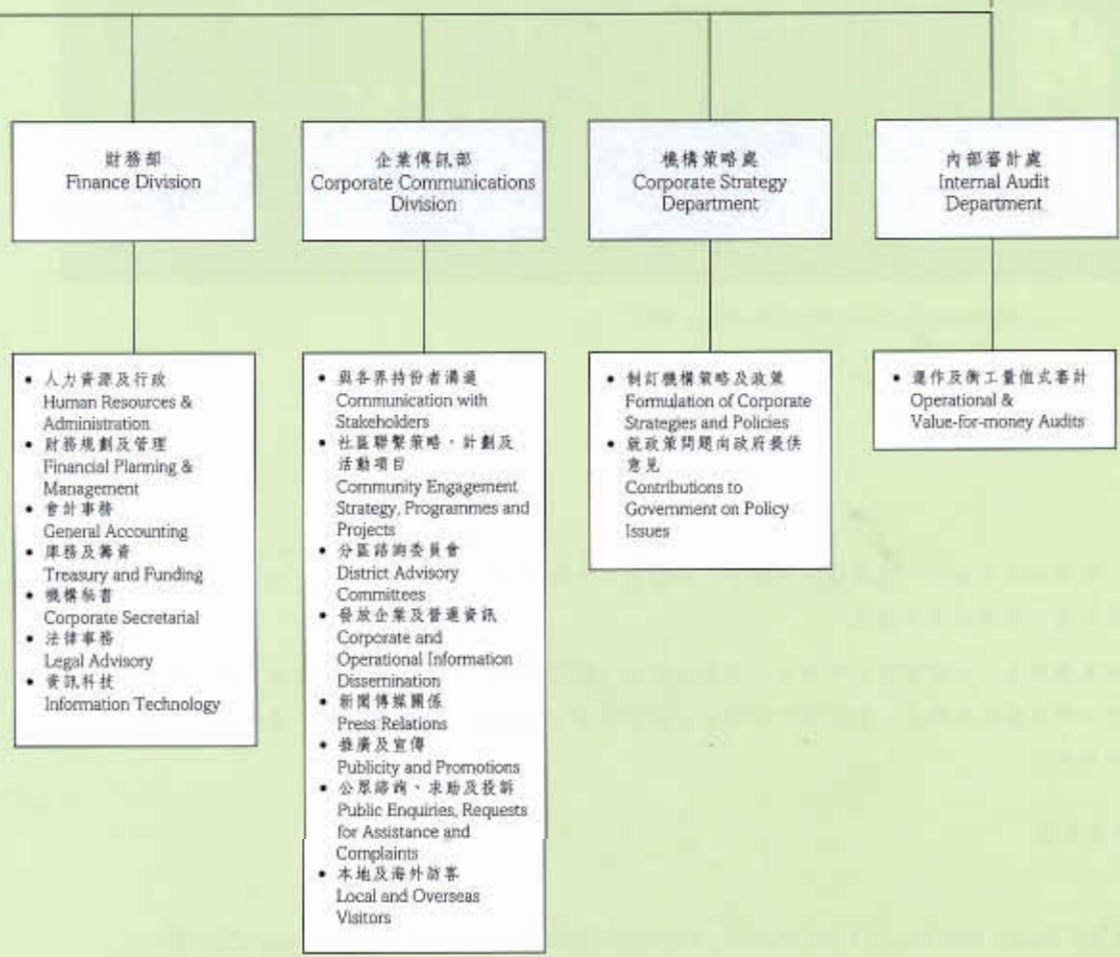 財務部
Finance Division
企業傳訊部
Corporate Communications
Division
機構策略處
Corporate Strategy
Department
內部審計處
Internal Audit
Department
• 人力資源及行政
Human Resources &
Administration
• 財務規劃及管理
Financial Planning &
Management
• 會計事務
General Accounting
• 庫務及籌資
Treasury and Funding
• 機構秘書
Corporate Secretarial
• 法律事務
Legal Advisory
• 資訊科技
Information Technology
• 與各界持份者溝通
Communication with
Stakeholders
• 社區聯繫策略、計劃及
活動項目
Community Engagement
Strategy, Programmes and
Projects
• 分區諮詢委員會
District Advisory
Committees
• 發放企業及營運資訊
Corporate and
Operational Information
Dissemination
• 新聞傳媒關係
Press Relations
• 推廣及宣傳
Publicity and Promotions
• 公眾諮詢、求助及投訴
Public Enquiries, Requests
for Assistance and
Complaints
• 本地及海外訪客
Local and Overseas
Visitors
• 制訂機構策略及政策
Formulation of Corporate
Strategies and Policies
• 就政策問題向政府提供
意見
Contributions to
Government on Policy
Issues
• 運作及衡工量值式審計
Operational &
Value-for-money Audits